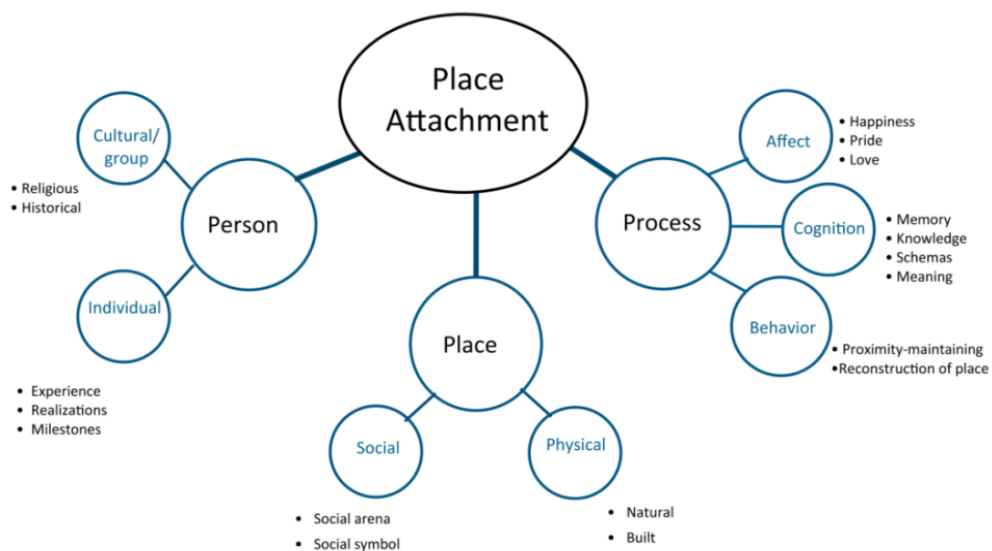 Place
Attachment
Cultural/
group
• Religious
• Historical
Person
Individual
• Experience
• Realizations
• Milestones
Place
Social
• Social arena
• Social symbol
Physical
• Natural
• Built
Process
Affect
• Happiness
• Pride
• Love
Cognition
• Memory
• Knowledge
• Schemas
• Meaning
Behavior
• Proximity-maintaining
•Reconstruction of place